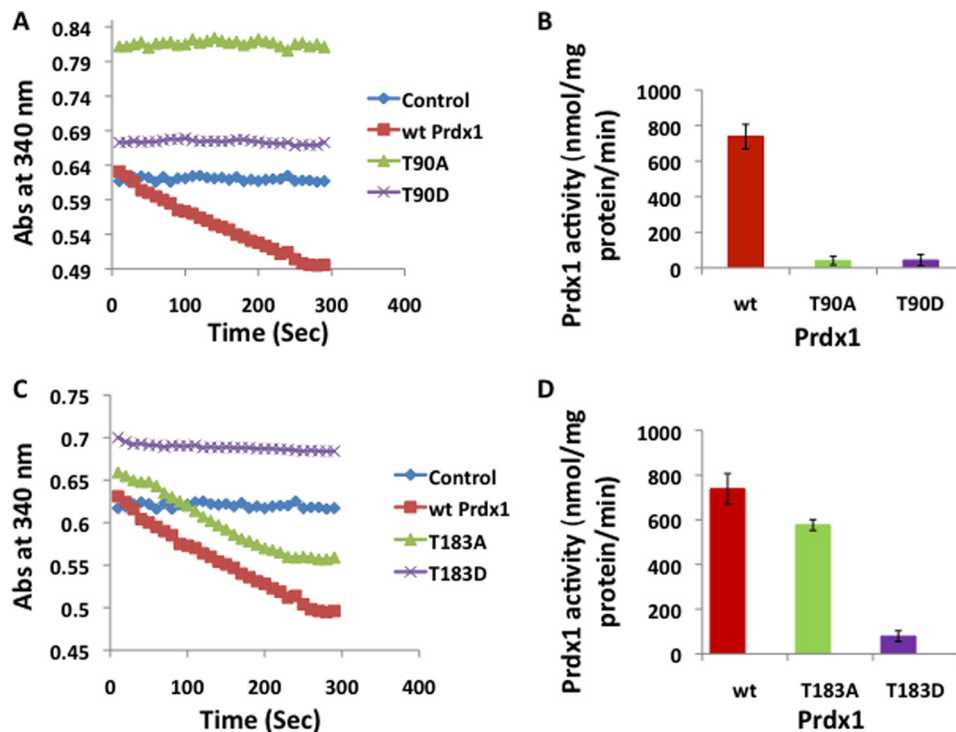 A
Abs at 340 nm
0.84
0.79
0.74
0.69
0.64
0.59
0.54
0.49
0
100
200
300
400
Time (Sec)
Control
wt Prdx1
T90A
T90D
B
Prdx1 activity (nmol/mg
protein/min)
1000
800
600
400
200
0
wt
T90A
T90D
Prdx1
C
Abs at 340 nm
0.75
0.7
0.65
0.6
0.55
0.5
0.45
0
100
200
300
400
Time (Sec)
Control
wt Prdx1
T183A
T183D
D
Prdx1 activity (nmol/mg
protein/min)
1000
800
600
400
200
0
wt
T183A
T183D
Prdx1